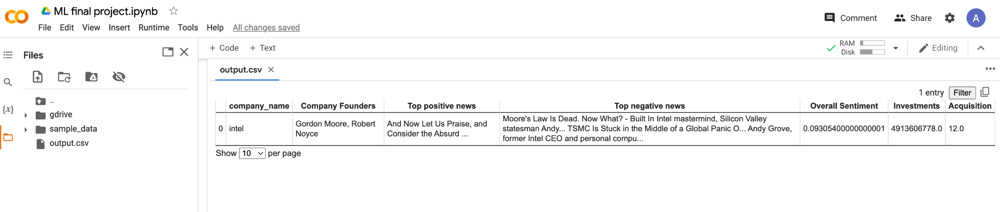 ML final project.ipynb
File Edit View Insert Runtime Tools Help All changes saved
Comment Share A
Files
+ Code + Text
RAM
Disk
Editing
output.csv
{x}
..
gdrive
sample_data
output.csv
1 entry Filter
company_name Company Founders Top positive news Top negative news Overall Sentiment Investments Acquisition
0 intel
Gordon Moore, Robert
Noyce
And Now Let Us Praise, and
Consider the Absurd ...
Moore's Law Is Dead. Now What? - Built In Intel mastermind, Silicon Valley
statesman Andy... TSMC Is Stuck in the Middle of a Global Panic O... Andy Grove,
former Intel CEO and personal compu...
0.09305400000000001 4913606778.0 12.0
Show 10 per page